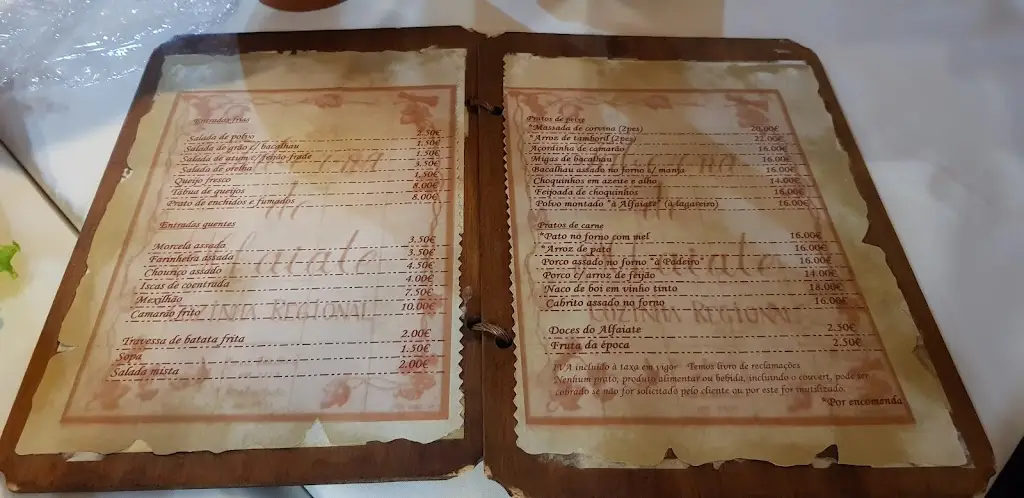 Entradas frias
Salada de polvo 2.50€
Salada de grão c/ bacalhau 1.50€
Salada de atum c/ feijão frade 1.50€
Salada de orelha 3.50€
Queijo fresco 1.50€
Tábua de queijos 8.00€
Prato de enchidos e fumados 8.00€
Entradas quentes
Morcela assada 3.50€
Farinheira assada 3.50€
Chouriço assado 4.50€
Iscas de coentrada 4.00€
Mexilhão 7.50€
Camarão frito 10.00€
Travessa de batata frita 2.00€
Sopa 1.50€
Salada mista 2.00€
COZINHA REGIONAL
Pratos de peixe
*Massada de corvina (2pes) 20.00€
*Arroz de tamboril (2pes) 22.00€
Açordinha de camarão 16.00€
Migas de bacalhau 16.00€
Bacalhau assado no forno c/ manja 16.00€
Choquinhos em azeite e alho 14.00€
Feijoada de choquinhos 16.00€
Polvo montado "à Alfaiate" (à lagareiro) 16.00€
Pratos de carne
*Pato no forno com mel 16.00€
*Arroz de pato 16.00€
Porco assado no forno "à Padeiro" 16.00€
Porco c/ arroz de feijão 14.00€
Naco de boi em vinho tinto 18.00€
Cabrito assado no forno 16.00€
COZINHA REGIONAL
Doces do Alfaiate 2.50€
Fruta da época 2.50€
IVA incluído à taxa em vigor Temos livro de reclamações
Nenhum prato, produto alimentar ou bebida, incluindo o couvert, pode ser
cobrado se não for solicitado pelo cliente ou por este for inutilizado.
*Por encomenda